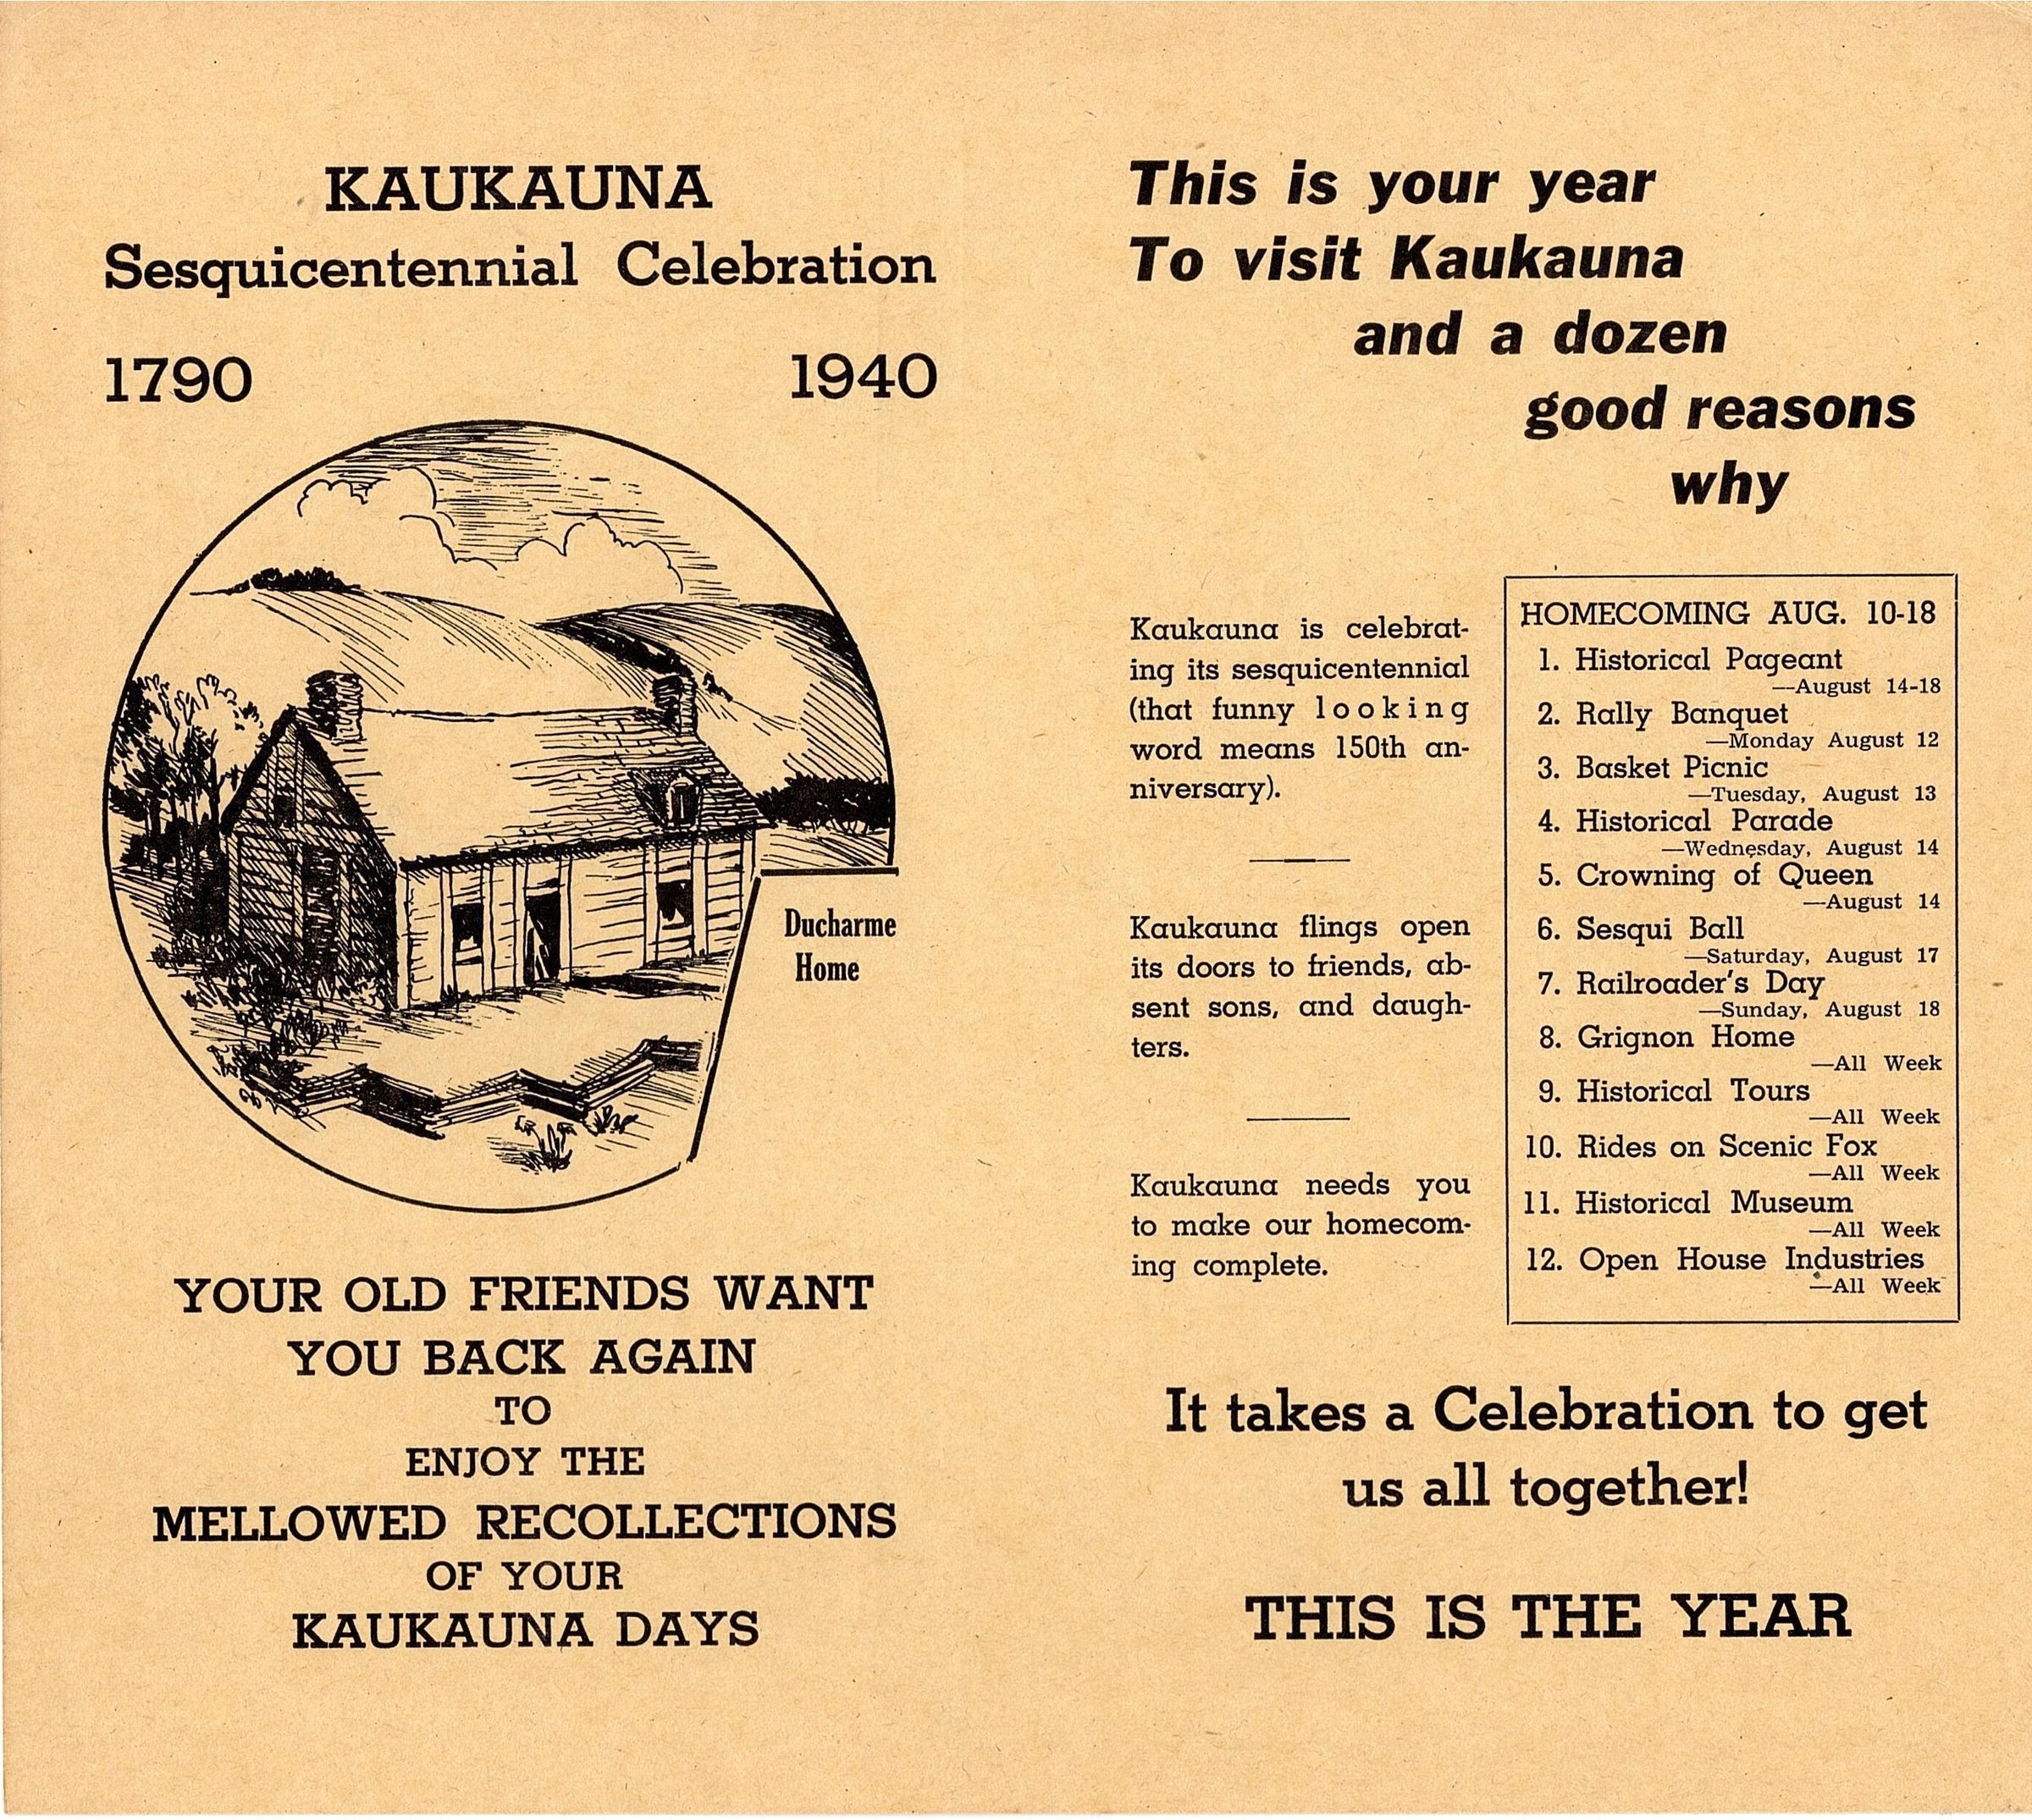 KAUKAUNA
Sesquicentennial Celebration
1790 1940
Ducharme
Home
YOUR OLD FRIENDS WANT
YOU BACK AGAIN
TO
ENJOY THE
MELLOWED RECOLLECTIONS
OF YOUR
KAUKAUNA DAYS
This is your year
To visit Kaukauna
and a dozen
good reasons
why
Kaukauna is celebrat-
ing its sesquicentennial
(that funny looking
word means 150th an-
niversary).
Kaukauna flings open
its doors to friends, ab-
sent sons, and daugh-
ters.
Kaukauna needs you
to make our homecom-
ing complete.
HOMECOMING AUG. 10-18
1. Historical Pageant
—August 14-18
2. Rally Banquet
—Monday August 12
3. Basket Picnic
—Tuesday, August 13
4. Historical Parade
—Wednesday, August 14
5. Crowning of Queen
—August 14
6. Sesqui Ball
—Saturday, August 17
7. Railroader's Day
—Sunday, August 18
8. Grignon Home
—All Week
9. Historical Tours
—All Week
10. Rides on Scenic Fox
—All Week
11. Historical Museum
—All Week
12. Open House Industries
—All Week
It takes a Celebration to get
us all together!
THIS IS THE YEAR